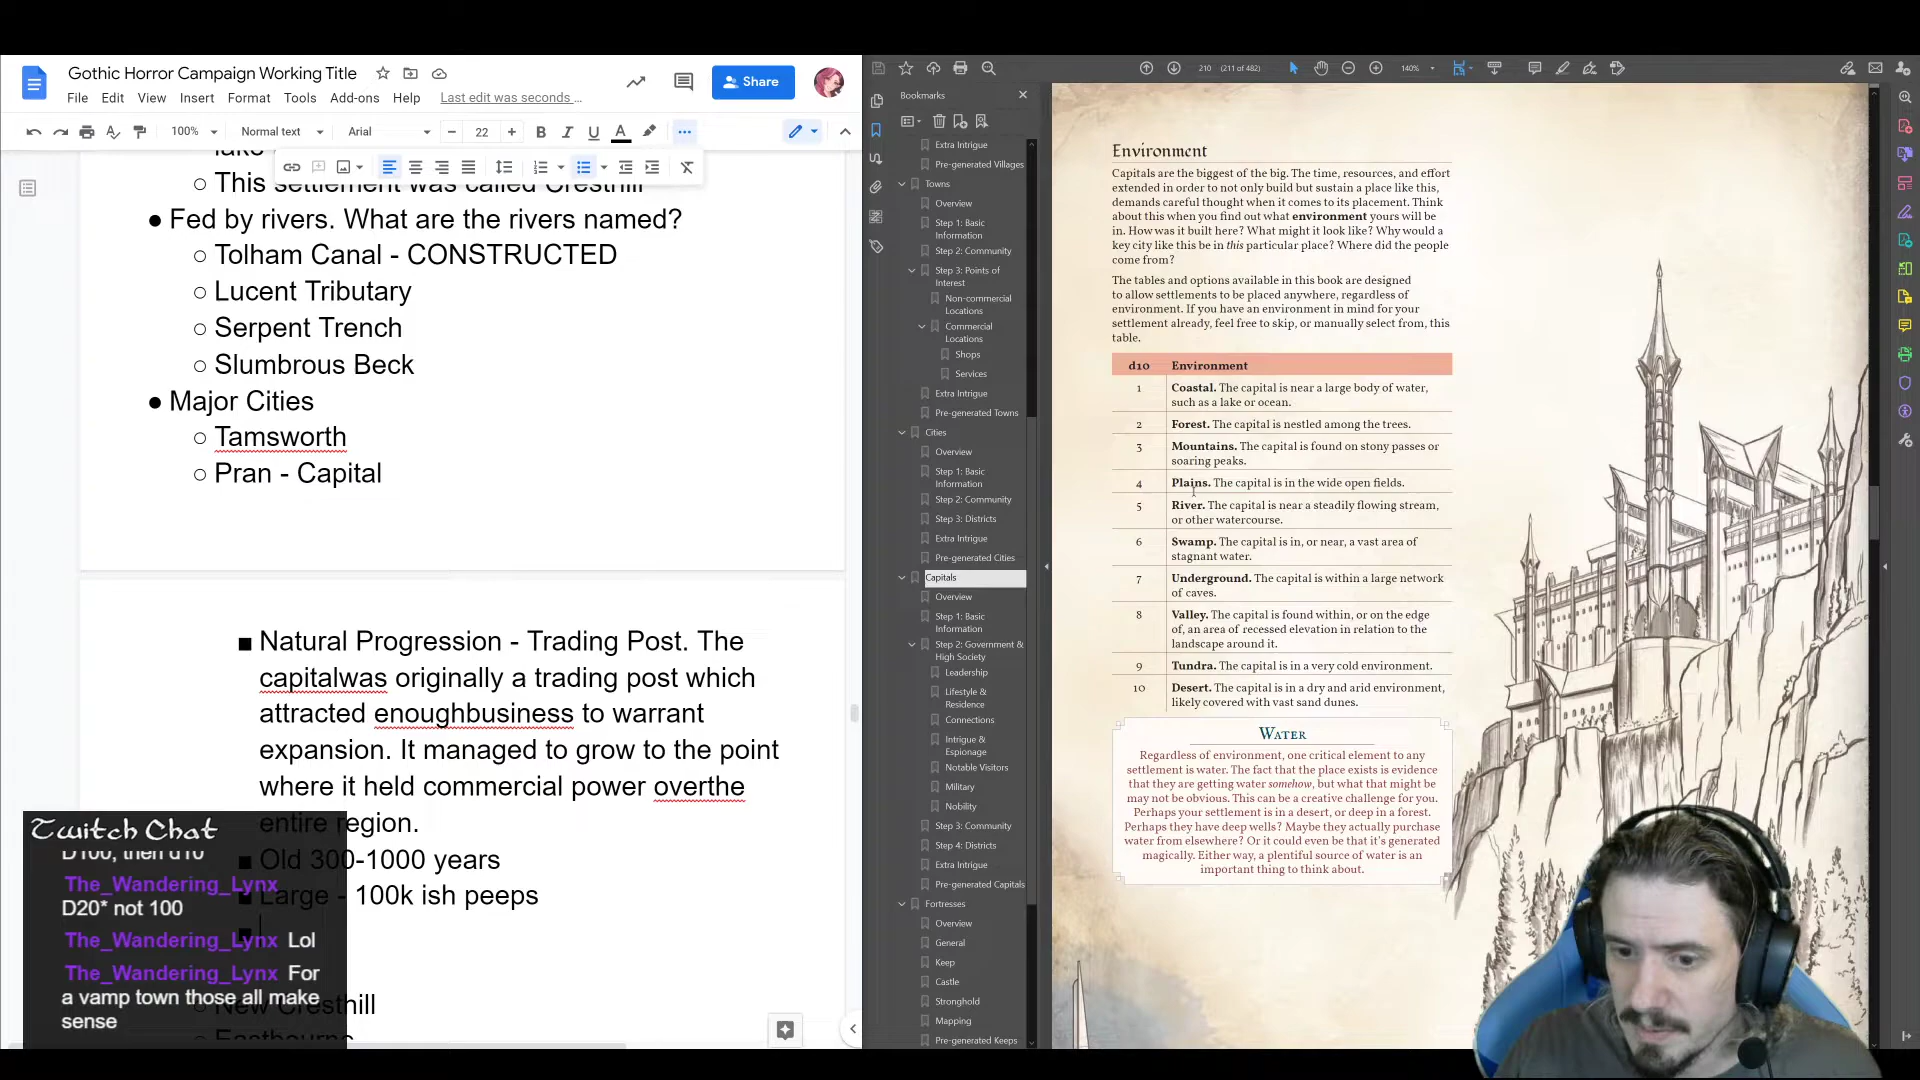 Gothic Horror Campaign Working Title
File Edit View Insert Format Tools Add-ons Help Last edit was seconds ...
Share
100% Normal text Arial 22
lake
This settlement was called Cresthill
Fed by rivers. What are the rivers named?
Tolham Canal - CONSTRUCTED
Lucent Tributary
Serpent Trench
Slumbrous Beck
Major Cities
Tamsworth
Pran - Capital
Natural Progression - Trading Post. The
capitalwas originally a trading post which
attracted enoughbusiness to warrant
expansion. It managed to grow to the point
where it held commercial power overthe
entire region.
Old 300-1000 years
Large - 100k ish peeps
New Cresthill
Eastbourne
Twitch Chat
D100, then d10
The_Wandering_Lynx
D20* not 100
The_Wandering_Lynx Lol
The_Wandering_Lynx For
a vamp town those all make
sense
210 (211 of 482) 140%
Bookmarks
Extra Intrigue
Pre-generated Villages
Towns
Overview
Step 1: Basic
Information
Step 2: Community
Step 3: Points of
Interest
Non-commercial
Locations
Commercial
Locations
Shops
Services
Extra Intrigue
Pre-generated Towns
Cities
Overview
Step 1: Basic
Information
Step 2: Community
Step 3: Districts
Extra Intrigue
Pre-generated Cities
Capitals
Overview
Step 1: Basic
Information
Step 2: Government &
High Society
Leadership
Lifestyle &
Residence
Connections
Intrigue &
Espionage
Notable Visitors
Military
Nobility
Step 3: Community
Step 4: Districts
Extra Intrigue
Pre-generated Capitals
Fortresses
Overview
General
Keep
Castle
Stronghold
Mapping
Pre-generated Keeps
Environment
Capitals are the biggest of the big. The time, resources, and effort
extended in order to not only build but sustain a place like this,
demands careful thought when it comes to its placement. Think
about this when you find out what environment yours will be
in. How was it built here? What might it look like? Why would a
key city like this be in this particular place? Where did the people
come from?
The tables and options available in this book are designed
to allow settlements to be placed anywhere, regardless of
environment. If you have an environment in mind for your
settlement already, feel free to skip, or manually select from, this
table.
d10 Environment
1 Coastal. The capital is near a large body of water,
such as a lake or ocean.
2 Forest. The capital is nestled among the trees.
3 Mountains. The capital is found on stony passes or
soaring peaks.
4 Plains. The capital is in the wide open fields.
5 River. The capital is near a steadily flowing stream,
or other watercourse.
6 Swamp. The capital is in, or near, a vast area of
stagnant water.
7 Underground. The capital is within a large network
of caves.
8 Valley. The capital is found within, or on the edge
of, an area of recessed elevation in relation to the
landscape around it.
9 Tundra. The capital is in a very cold environment.
10 Desert. The capital is in a dry and arid environment,
likely covered with vast sand dunes.
Water
Regardless of environment, one critical element to any
settlement is water. The fact that the place exists is evidence
that they are getting water somehow, but what that might be
may not be obvious. This can be a creative challenge for you.
Perhaps your settlement is in a desert, or deep in a forest.
Perhaps they have deep wells? Maybe they actually purchase
water from elsewhere? Or it could even be that it's generated
magically. Either way, a plentiful source of water is an
important thing to think about.